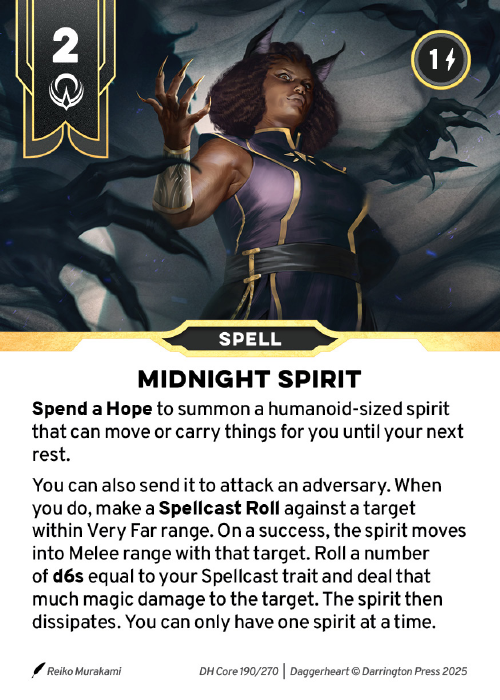 2
1
SPELL
MIDNIGHT SPIRIT
Spend a Hope to summon a humanoid-sized spirit
that can move or carry things for you until your next
rest.
You can also send it to attack an adversary. When
you do, make a Spellcast Roll against a target
within Very Far range. On a success, the spirit moves
into Melee range with that target. Roll a number
of d6s equal to your Spellcast trait and deal that
much magic damage to the target. The spirit then
dissipates. You can only have one spirit at a time.
Reiko Murakami DH Core 190/270 | Daggerheart © Darrington Press 2025